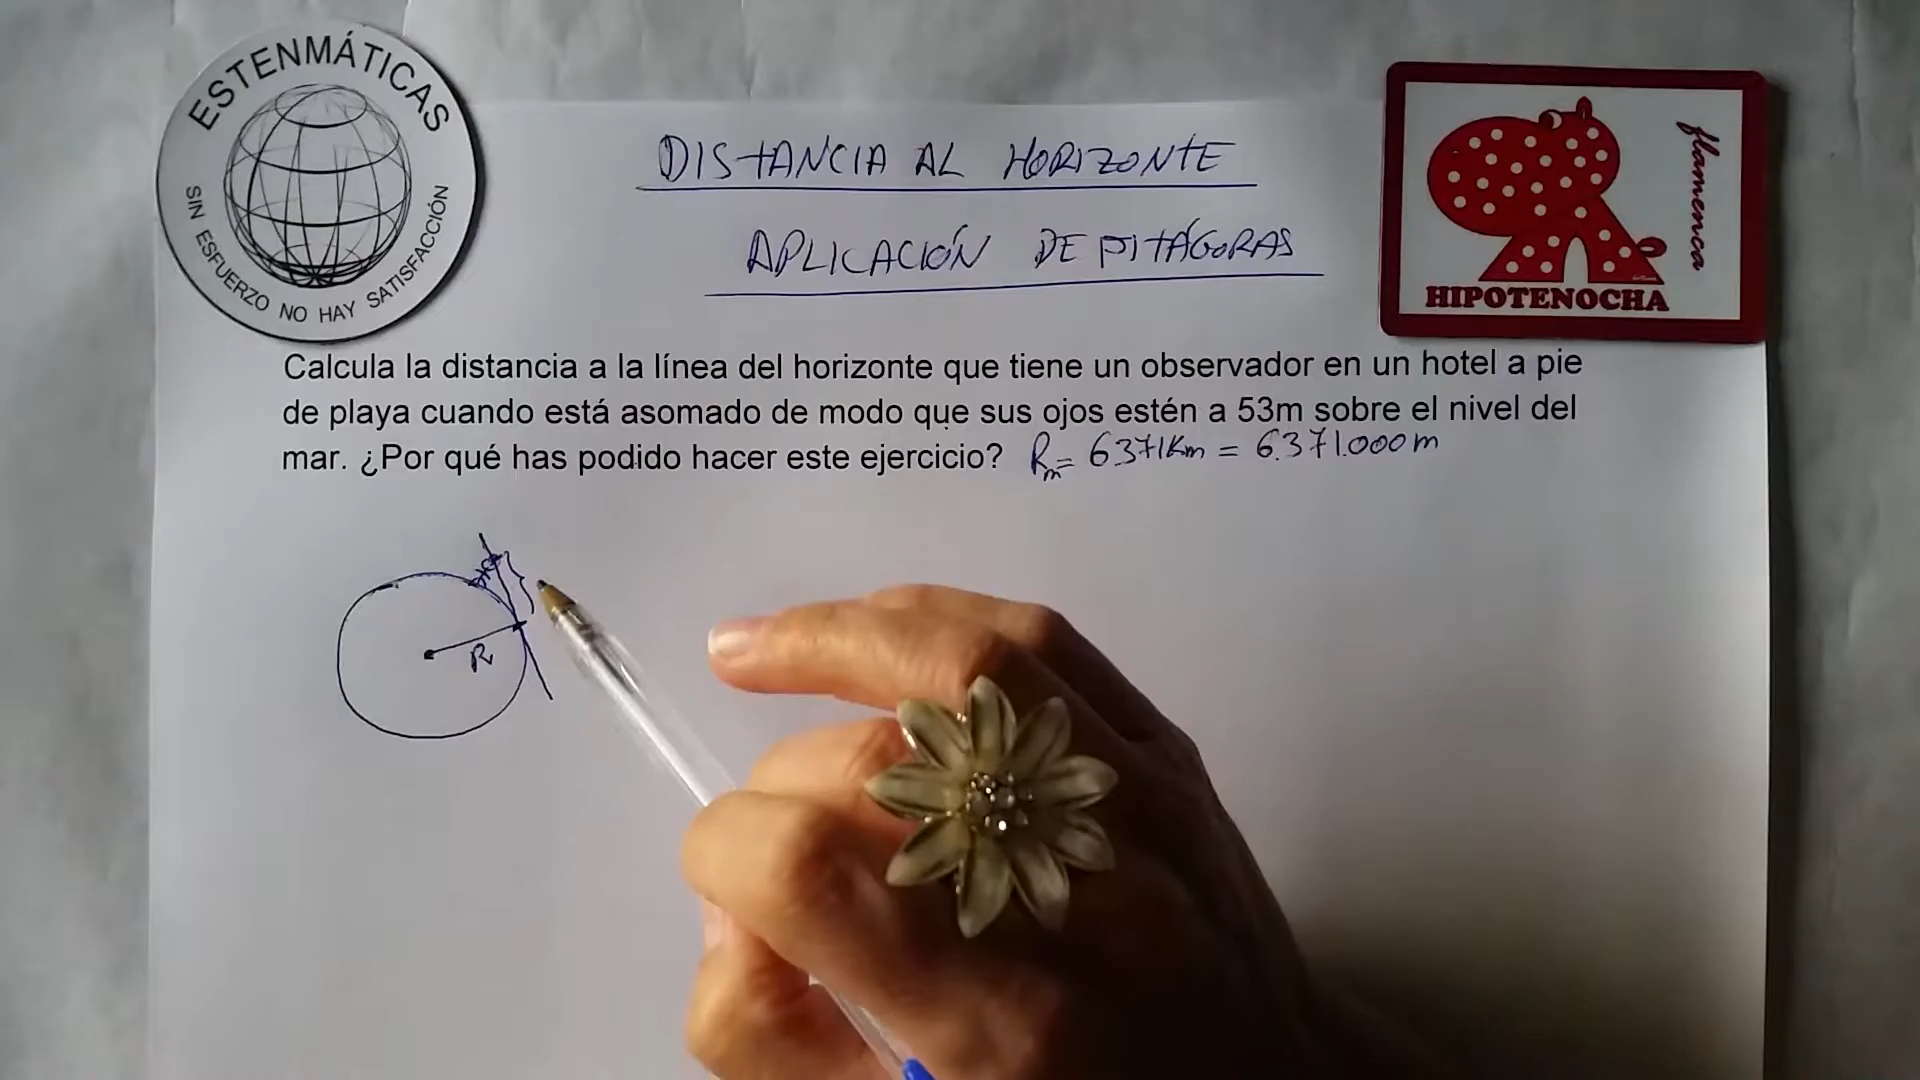 ESTENMÁTICAS
SIN ESFUERZO NO HAY SATISFACCIÓN
DISTANCIA AL HORIZONTE
APLICACIÓN DE PITÁGORAS
flamenca
HIPOTENOCHA
Calcula la distancia a la línea del horizonte que tiene un observador en un hotel a pie
de playa cuando está asomado de modo que sus ojos estén a 53m sobre el nivel del
mar. ¿Por qué has podido hacer este ejercicio? Rm = 6371Km = 6.371.000m
R